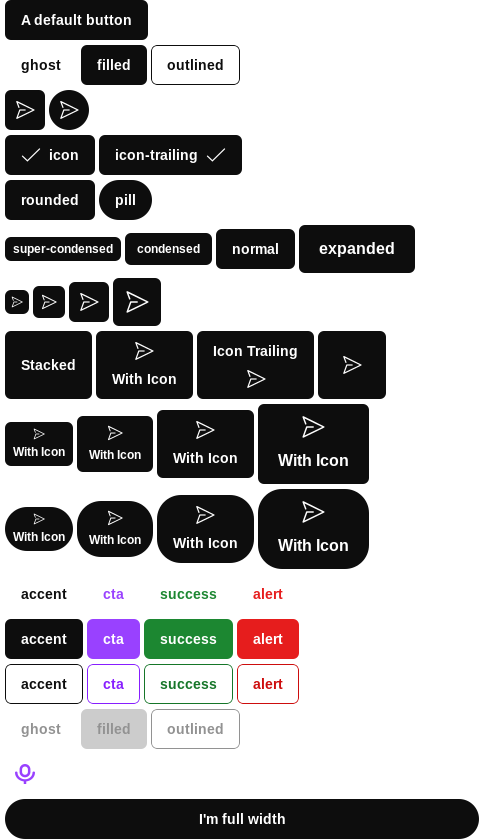 A default button
ghost filled outlined
icon icon-trailing
rounded pill
super-condensed condensed normal expanded
Stacked With Icon Icon Trailing
With Icon With Icon With Icon With Icon
With Icon With Icon With Icon With Icon
accent cta success alert
accent cta success alert
accent cta success alert
ghost filled outlined
I'm full width